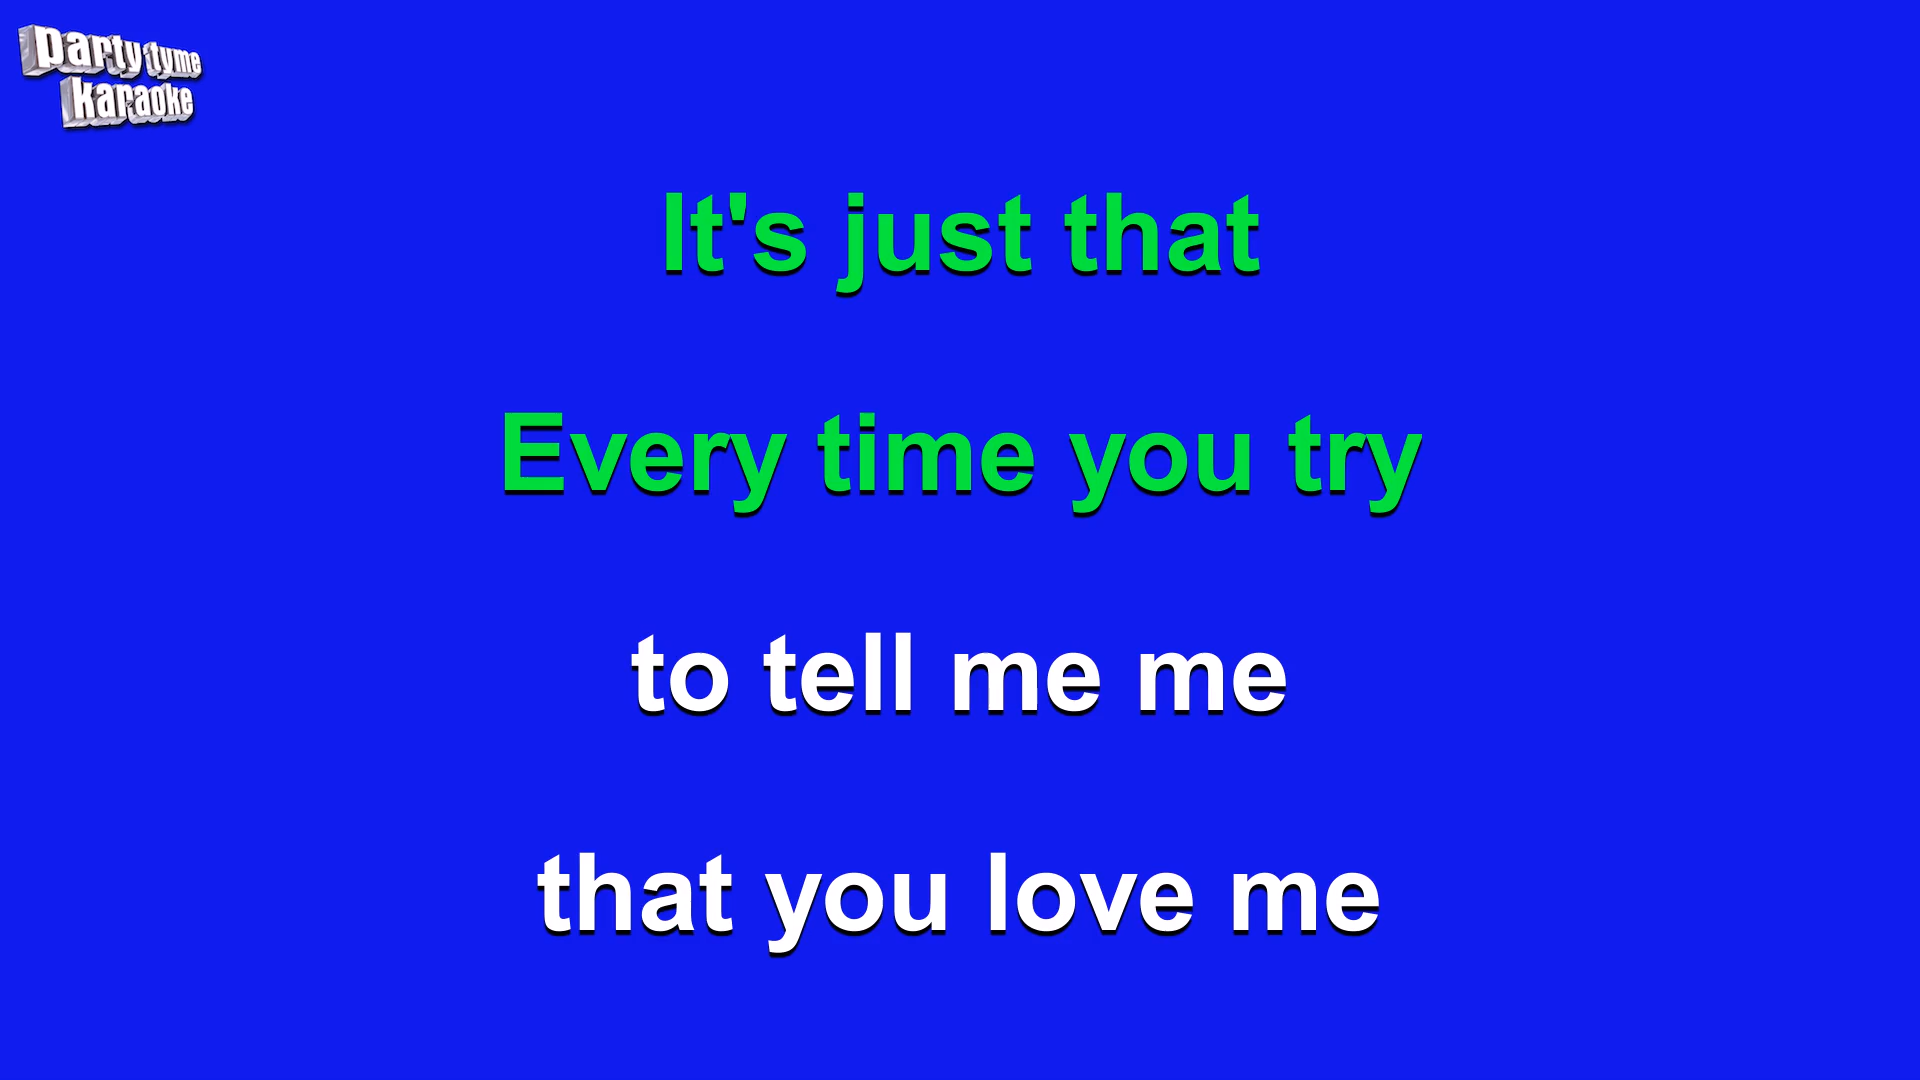 party tyme
karaoke
It's just that
Every time you try
to tell me me
that you love me